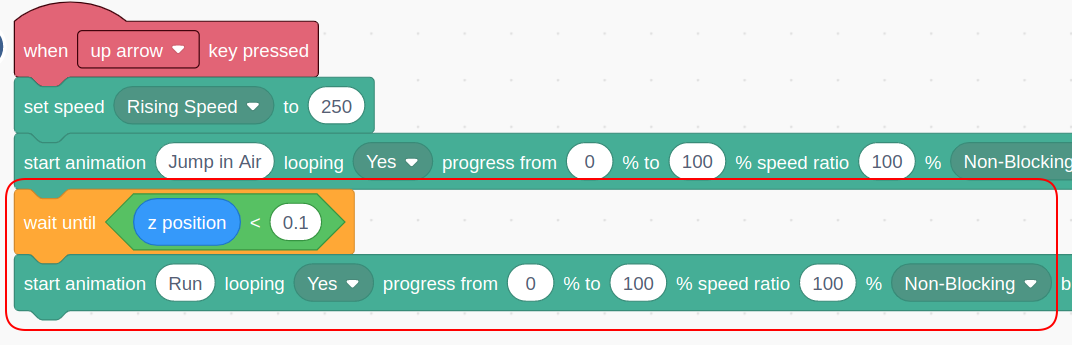 when up arrow key pressed
set speed Rising Speed to 250
start animation Jump in Air looping Yes progress from 0 % to 100 % speed ratio 100 % Non-Blocking
wait until z position < 0.1
start animation Run looping Yes progress from 0 % to 100 % speed ratio 100 % Non-Blocking